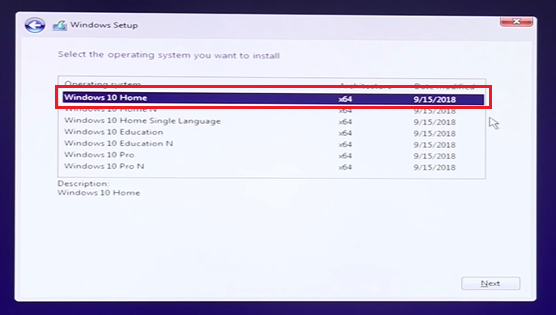 Windows Setup
Select the operating system you want to install
Operating system Architecture Date modified
Windows 10 Home x64 9/15/2018
Windows 10 Home N x64 9/15/2018
Windows 10 Home Single Language x64 9/15/2018
Windows 10 Education x64 9/15/2018
Windows 10 Education N x64 9/15/2018
Windows 10 Pro x64 9/15/2018
Windows 10 Pro N x64 9/15/2018
Description:
Windows 10 Home
Next